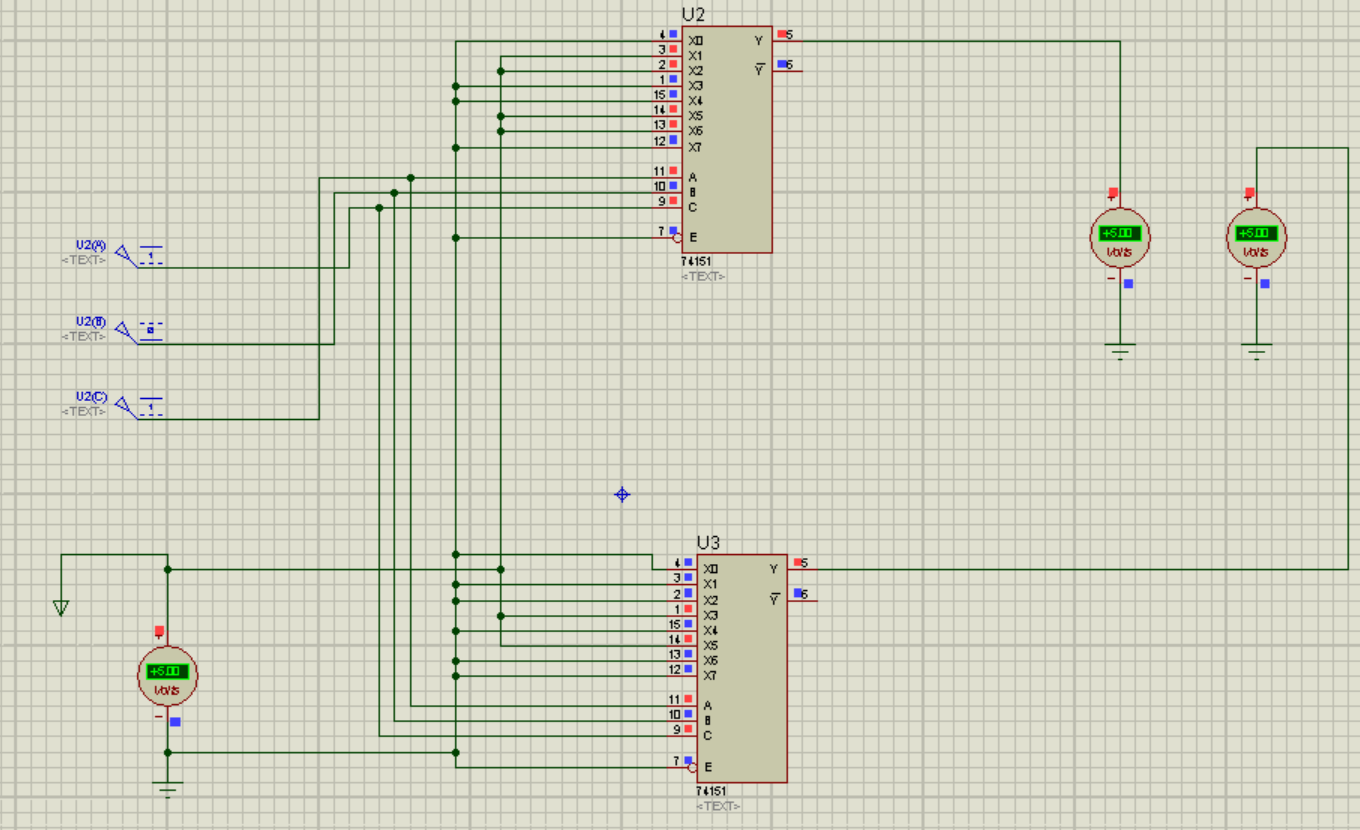 U2
4 X0 Y 5
3 X1
2 X2 Y 6
1 X3
15 X4
14 X5
13 X6
12 X7
11 A
10 B
9 C
7 E
74151
<TEXT>
U2(A)
<TEXT>
1
U2(B)
<TEXT>
0
U2(C)
<TEXT>
1
+
+5.00
Volts
−
+
+5.00
Volts
−
U3
4 X0 Y 5
3 X1
2 X2 Y 6
1 X3
15 X4
14 X5
13 X6
12 X7
11 A
10 B
9 C
7 E
74151
<TEXT>
+
+5.00
Volts
−